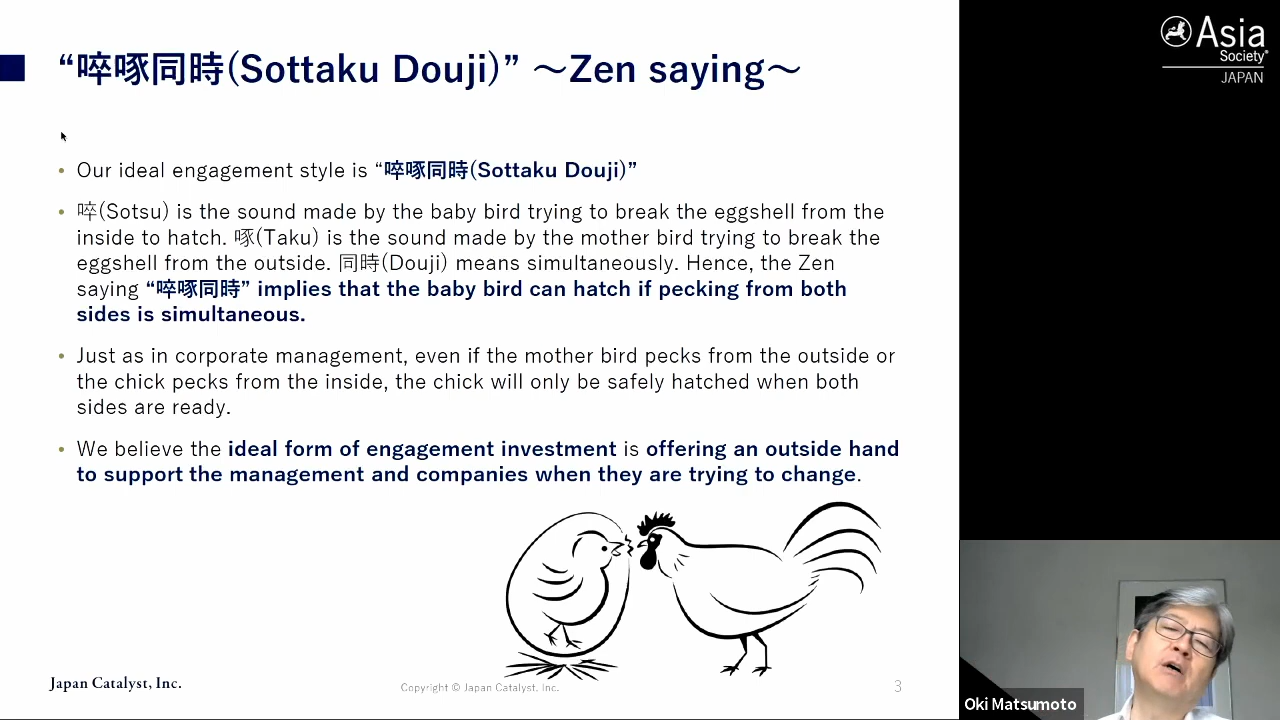 “啐啄同時(Sottaku Douji)” ～Zen saying～
• Our ideal engagement style is “啐啄同時(Sottaku Douji)”
• 啐(Sotsu) is the sound made by the baby bird trying to break the eggshell from the
inside to hatch. 啄(Taku) is the sound made by the mother bird trying to break the
eggshell from the outside. 同時(Douji) means simultaneously. Hence, the Zen
saying “啐啄同時” implies that the baby bird can hatch if pecking from both
sides is simultaneous.
• Just as in corporate management, even if the mother bird pecks from the outside or
the chick pecks from the inside, the chick will only be safely hatched when both
sides are ready.
• We believe the ideal form of engagement investment is offering an outside hand
to support the management and companies when they are trying to change.
Japan Catalyst, Inc.
Copyright © Japan Catalyst, Inc.
3
Asia
Society®
JAPAN
Oki Matsumoto